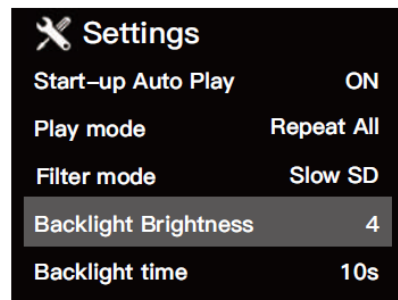 Settings
Start-up Auto Play ON
Play mode Repeat All
Filter mode Slow SD
Backlight Brightness 4
Backlight time 10s